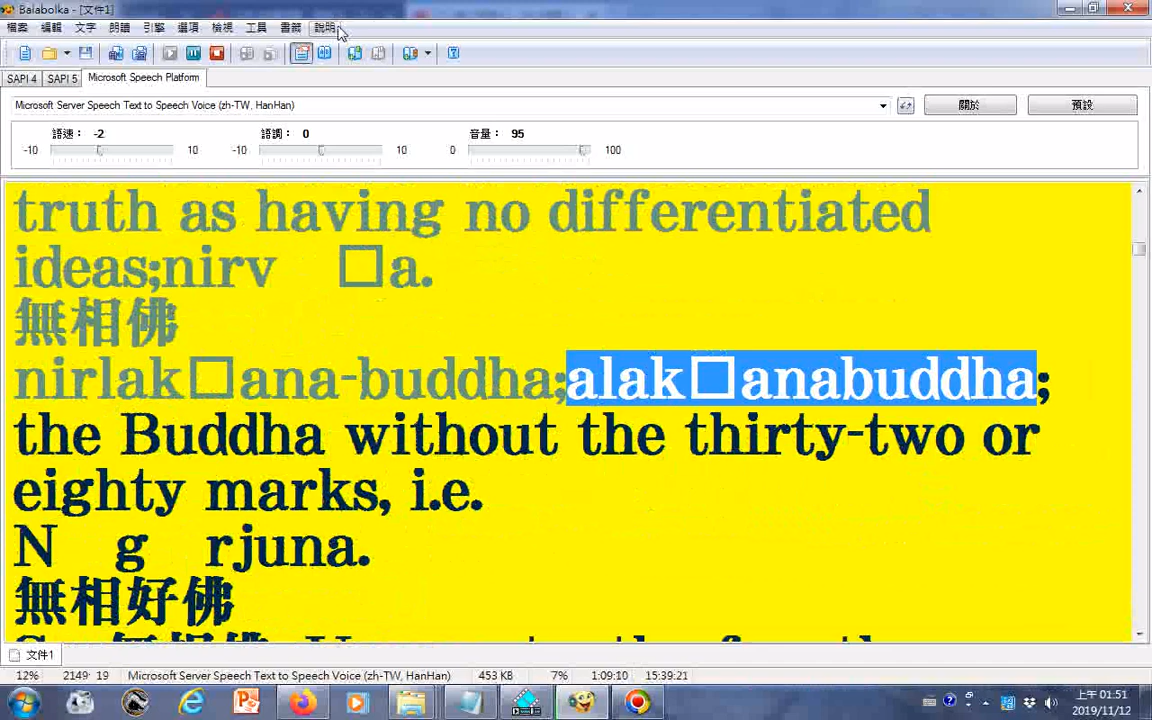 Balabolka - [文件1]
檔案 編輯 文字 朗讀 引擎 選項 檢視 工具 書籤 說明
SAPI 4 SAPI 5 Microsoft Speech Platform
Microsoft Server Speech Text to Speech Voice (zh-TW, HanHan) 關於 預設
語速： -2 語調： 0 音量： 95
-10 10 -10 10 0 100
truth as having no differentiated
ideas;nirv □a.
無相佛
nirlak□ana-buddha;alak□anabuddha;
the Buddha without the thirty-two or
eighty marks, i.e.
N g rjuna.
無相好佛
文件1
12% 2149: 19 Microsoft Server Speech Text to Speech Voice (zh-TW, HanHan) 453 KB 7% 1:09:10 15:39:21
上午 01:51
2019/11/12